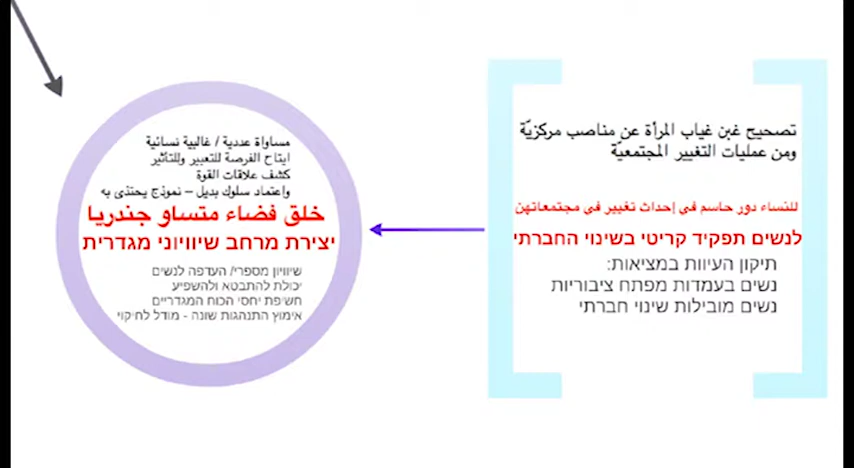 تصحيح غبن غياب المرأة عن مناصب مركزيّة
ومن عمليات التغيير المجتمعيّة
للنساء دور حاسم في إحداث تغيير في مجتمعاتهن
לנשים תפקיד קריטי בשינוי החברתי
תיקון העיוות במציאות:
נשים בעמדות מפתח ציבוריות
נשים מובילות שינוי חברתי
مساواة عددية / غالبية نسائية
ايتاح الفرصة للتعبير وللتأثير
كشف علاقات القوة
واعتماد سلوك بديل – نموذج يحتذى به
خلق فضاء متساو جندريا
יצירת מרחב שיוויוני מגדרית
שיוויון מספרי/ העדפה לנשים
יכולת להתבטא ולהשפיע
חשיפת יחסי הכוח המגדריים
אימוץ התנהגות שונה - מודל לחיקוי